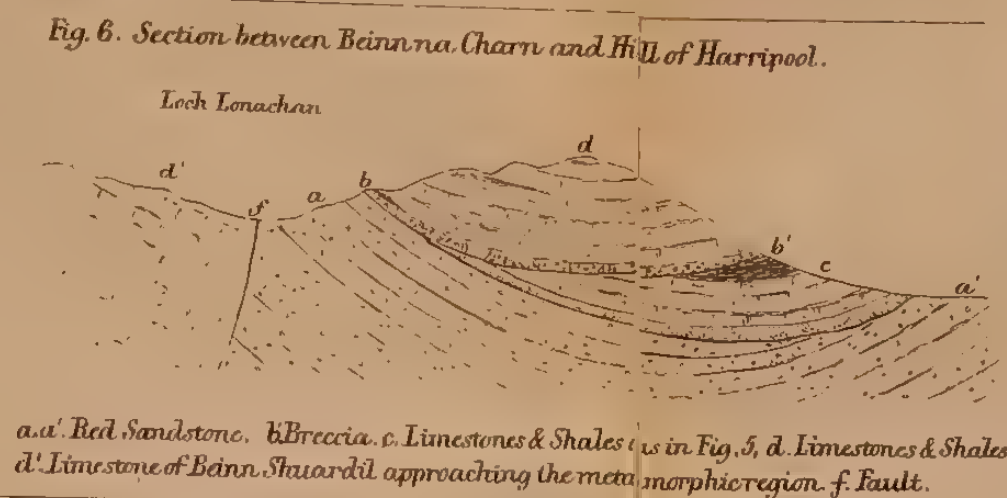 Fig. 6. Section between Beinn na Charn and Hill of Harripool.
Loch Lonachan
d
d'
b
a
f
b'
c
a'
a.a'. Red Sandstone. b. Breccia. c. Limestones & Shales as in Fig. 5, d. Limestones & Shales
d'. Limestone of Beinn Shuardil approaching the metamorphic region. f. Fault.